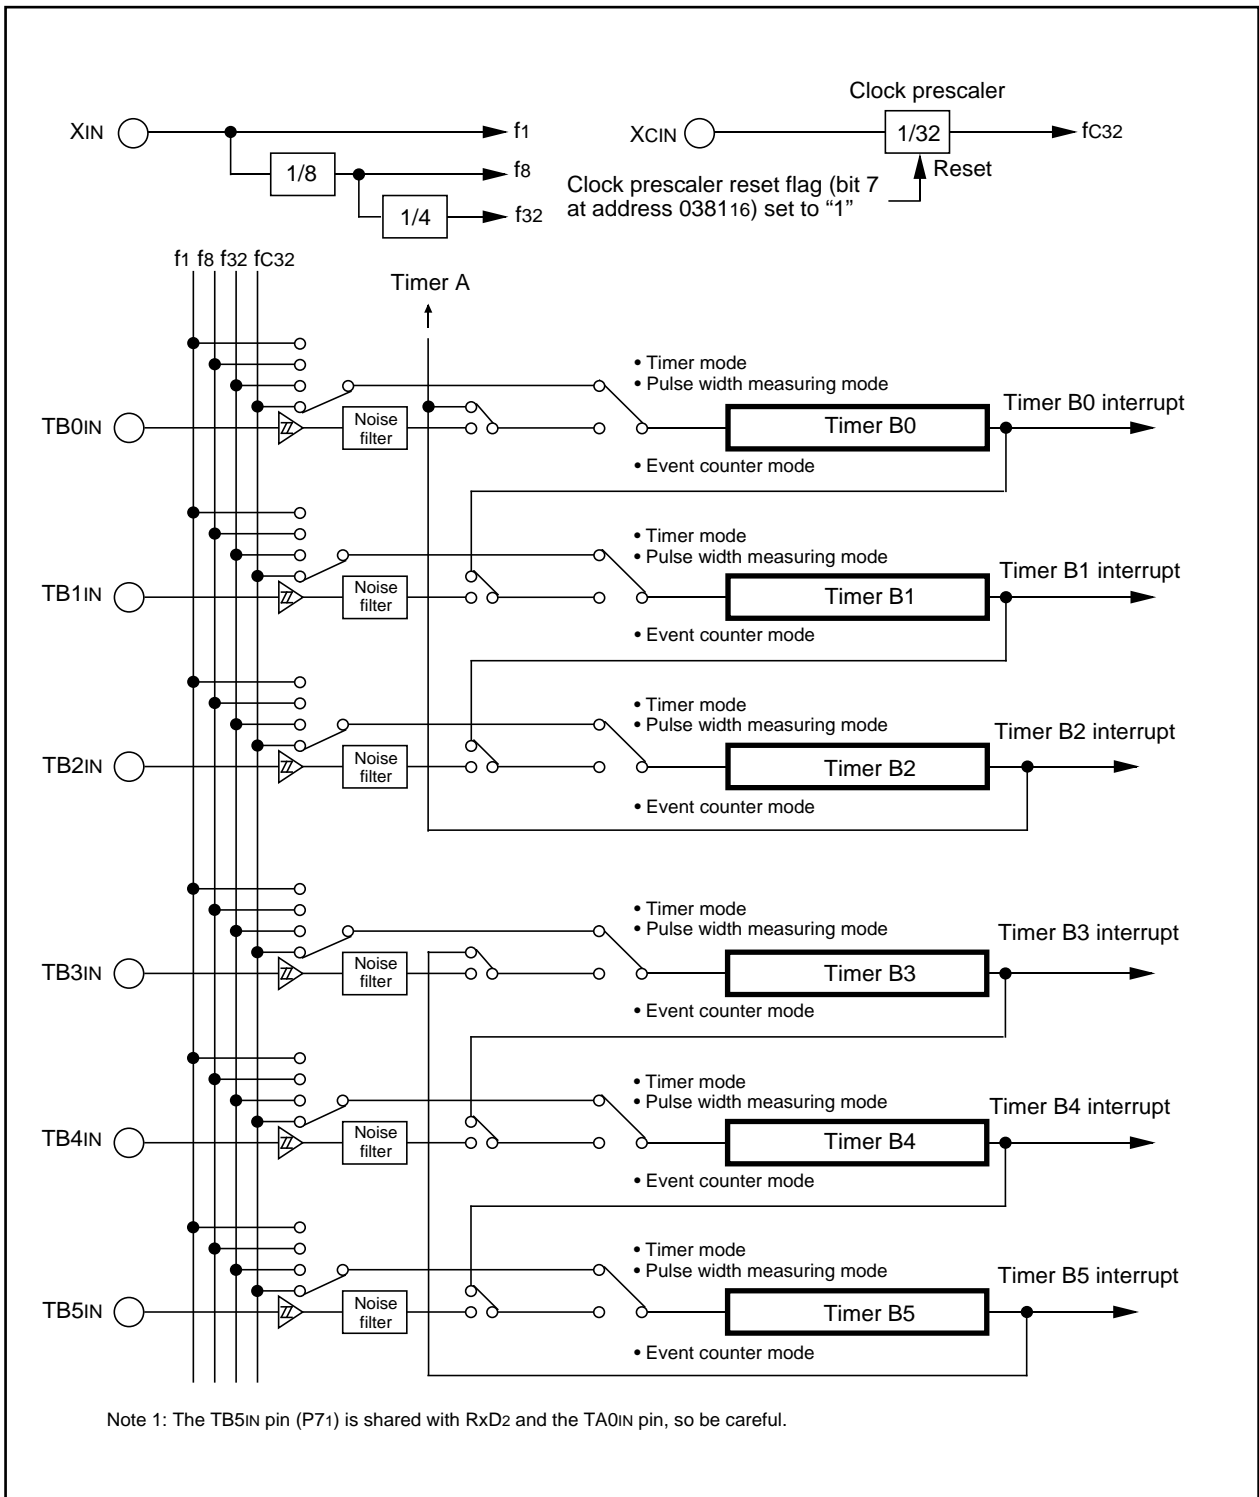 Clock prescaler
XIN
f1
XCIN
1/32
fC32
1/8
f8
Reset
Clock prescaler reset flag (bit 7
at address 038116) set to “1”
1/4
f32
f1 f8 f32 fC32
Timer A
• Timer mode
• Pulse width measuring mode
TB0IN
Noise
filter
Timer B0
Timer B0 interrupt
• Event counter mode
• Timer mode
• Pulse width measuring mode
TB1IN
Noise
filter
Timer B1
Timer B1 interrupt
• Event counter mode
• Timer mode
• Pulse width measuring mode
TB2IN
Noise
filter
Timer B2
Timer B2 interrupt
• Event counter mode
• Timer mode
• Pulse width measuring mode
TB3IN
Noise
filter
Timer B3
Timer B3 interrupt
• Event counter mode
• Timer mode
• Pulse width measuring mode
TB4IN
Noise
filter
Timer B4
Timer B4 interrupt
• Event counter mode
• Timer mode
• Pulse width measuring mode
TB5IN
Noise
filter
Timer B5
Timer B5 interrupt
• Event counter mode
Note 1: The TB5IN pin (P71) is shared with RxD2 and the TA0IN pin, so be careful.